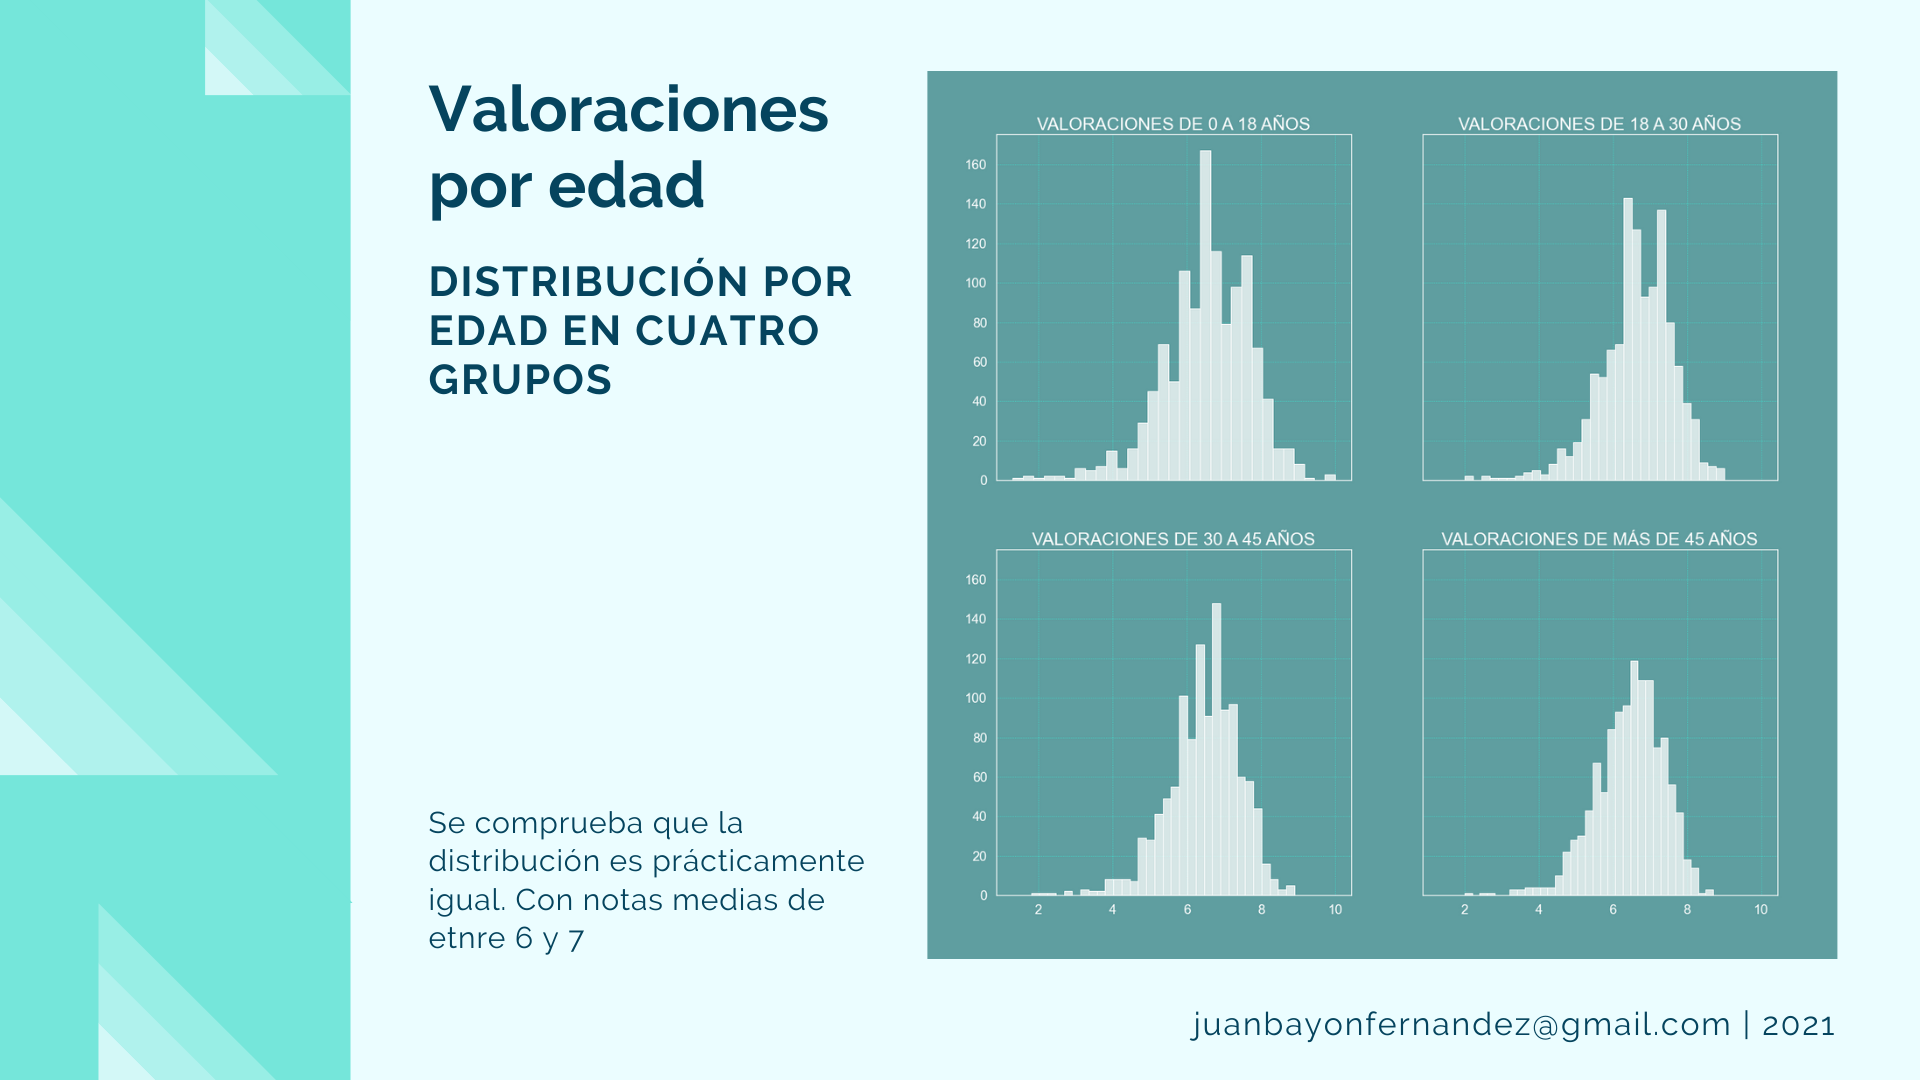 Valoraciones
por edad
DISTRIBUCIÓN POR
EDAD EN CUATRO
GRUPOS
Se comprueba que la
distribución es prácticamente
igual. Con notas medias de
etnre 6 y 7
VALORACIONES DE 0 A 18 AÑOS
160
140
120
100
80
60
40
20
0
VALORACIONES DE 18 A 30 AÑOS
VALORACIONES DE 30 A 45 AÑOS
160
140
120
100
80
60
40
20
0
2 4 6 8 10
VALORACIONES DE MÁS DE 45 AÑOS
2 4 6 8 10
juanbayonfernandez@gmail.com | 2021